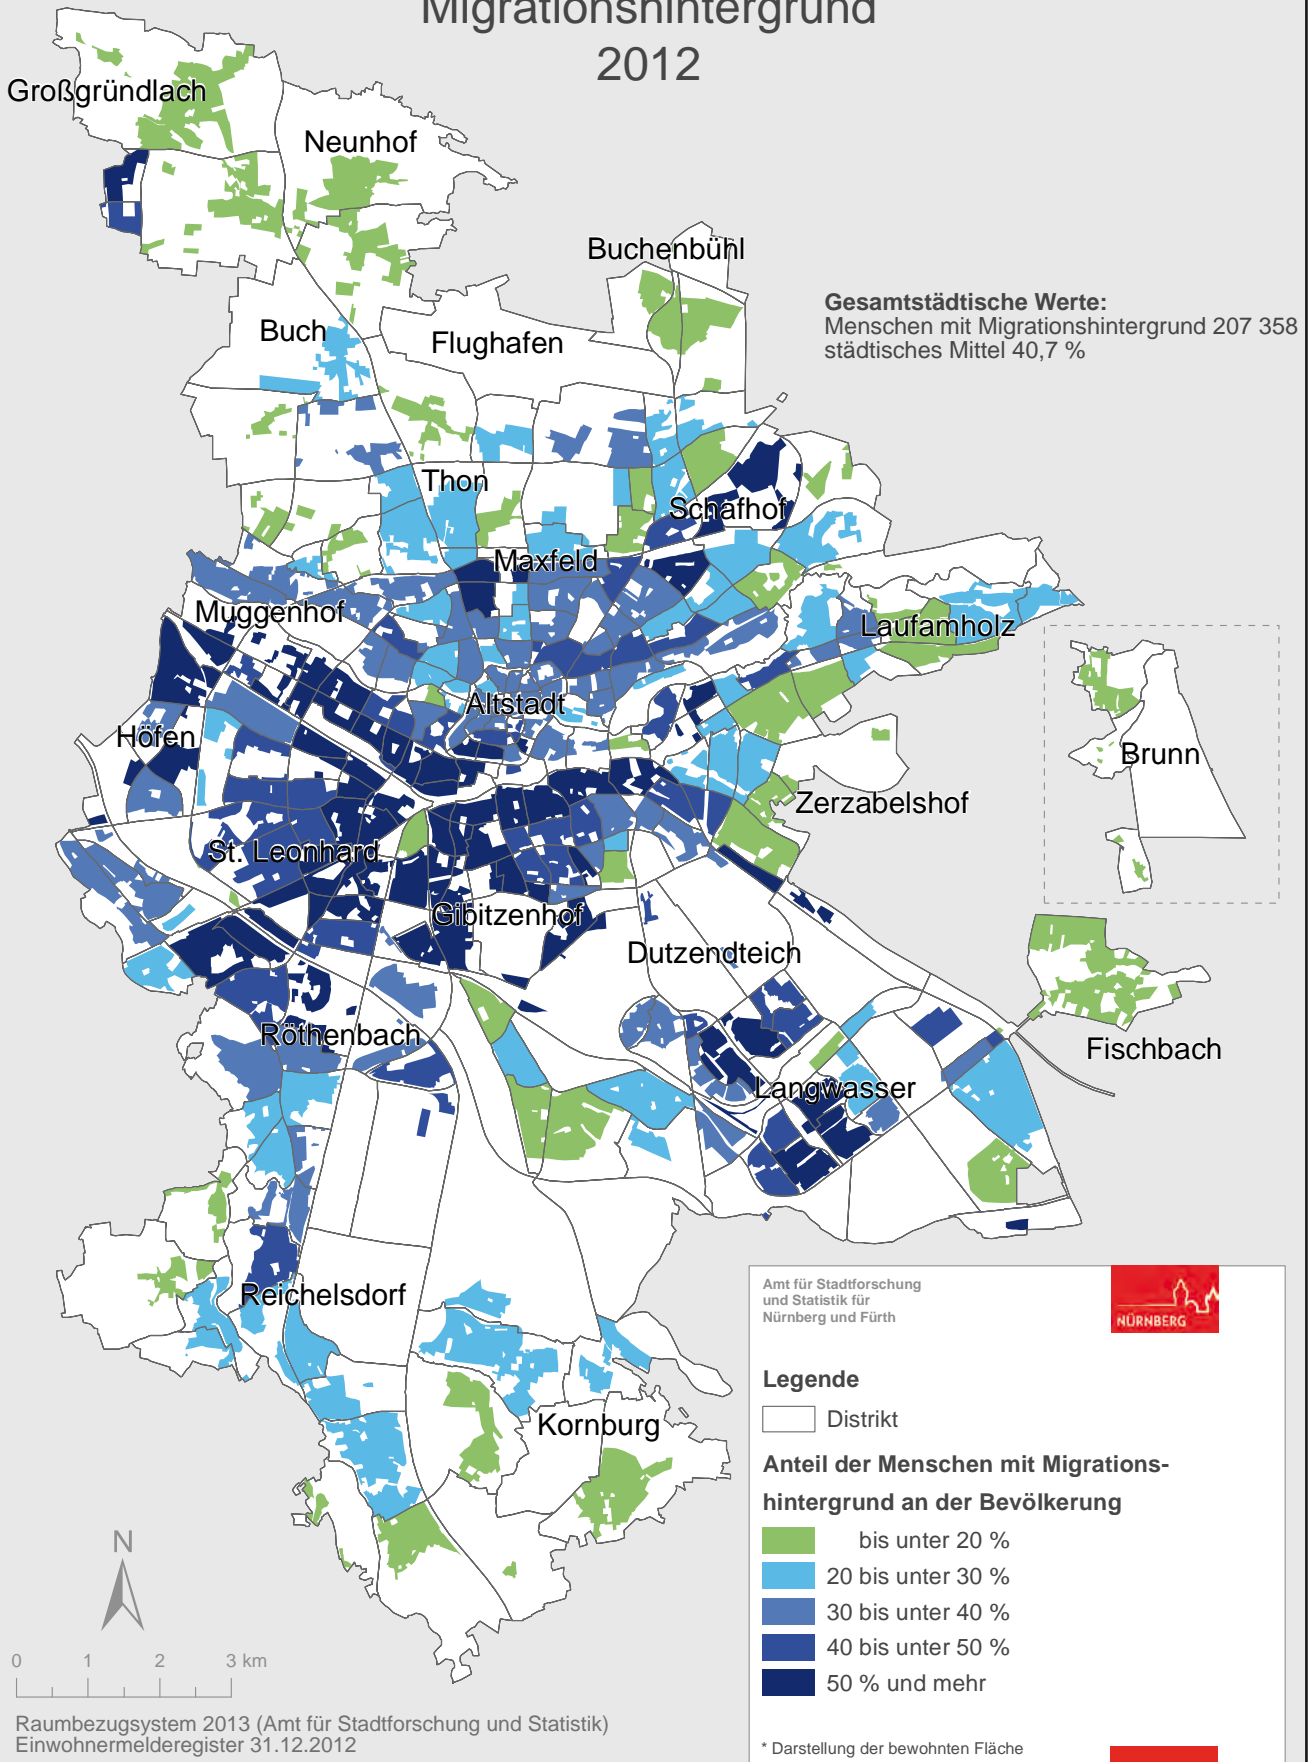 Migrationshintergrund
2012
Großgründlach
Neunhof
Buchenbühl
Gesamtstädtische Werte:
Menschen mit Migrationshintergrund 207 358
städtisches Mittel 40,7 %
Buch
Flughafen
Thon
Schafhof
Maxfeld
Muggenhof
Laufamholz
Altstadt
Höfen
Brunn
Zerzabelshof
St. Leonhard
Gibitzenhof
Dutzendteich
Röthenbach
Fischbach
Langwasser
Reichelsdorf
Kornburg
Amt für Stadtforschung
und Statistik für
Nürnberg und Fürth
NÜRNBERG
Legende
Distrikt
Anteil der Menschen mit Migrations-
hintergrund an der Bevölkerung
bis unter 20 %
20 bis unter 30 %
30 bis unter 40 %
40 bis unter 50 %
50 % und mehr
* Darstellung der bewohnten Fläche
N
0 1 2 3 km
Raumbezugsystem 2013 (Amt für Stadtforschung und Statistik)
Einwohnermelderegister 31.12.2012